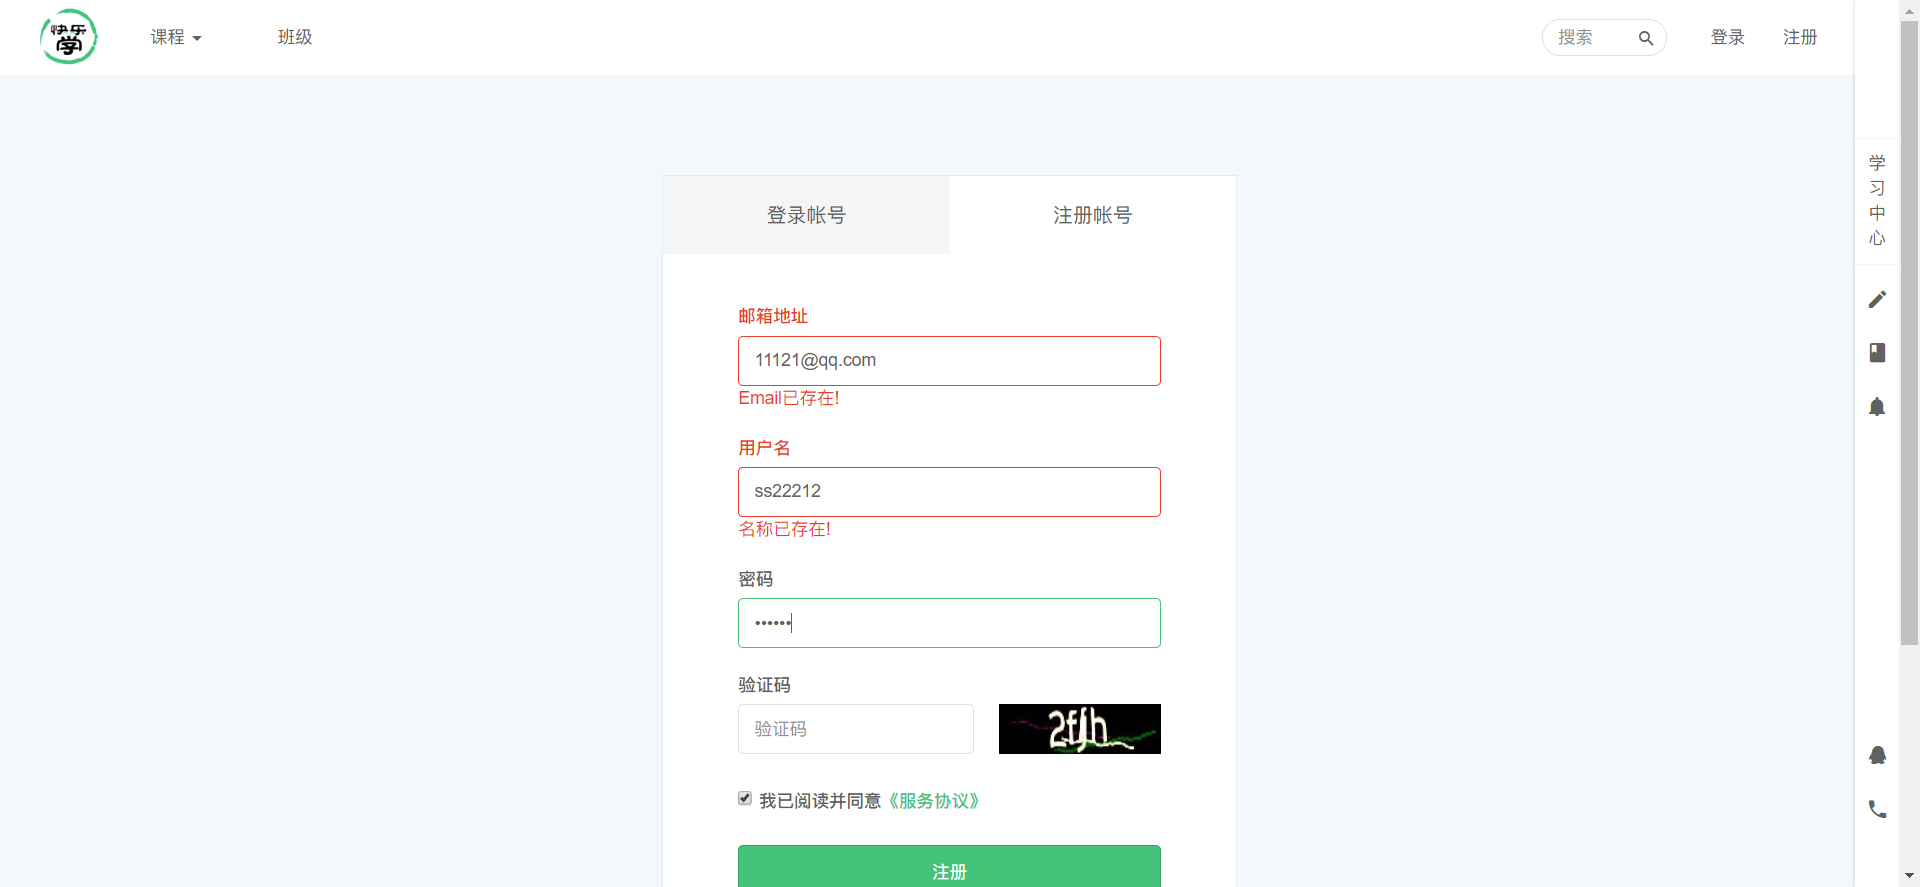 快乐
学
课程
班级
搜索
登录
注册
登录帐号
注册帐号
邮箱地址
11121@qq.com
Email已存在!
用户名
ss22212
名称已存在!
密码
••••••
验证码
验证码
2fjh
我已阅读并同意《服务协议》
注册
学
习
中
心